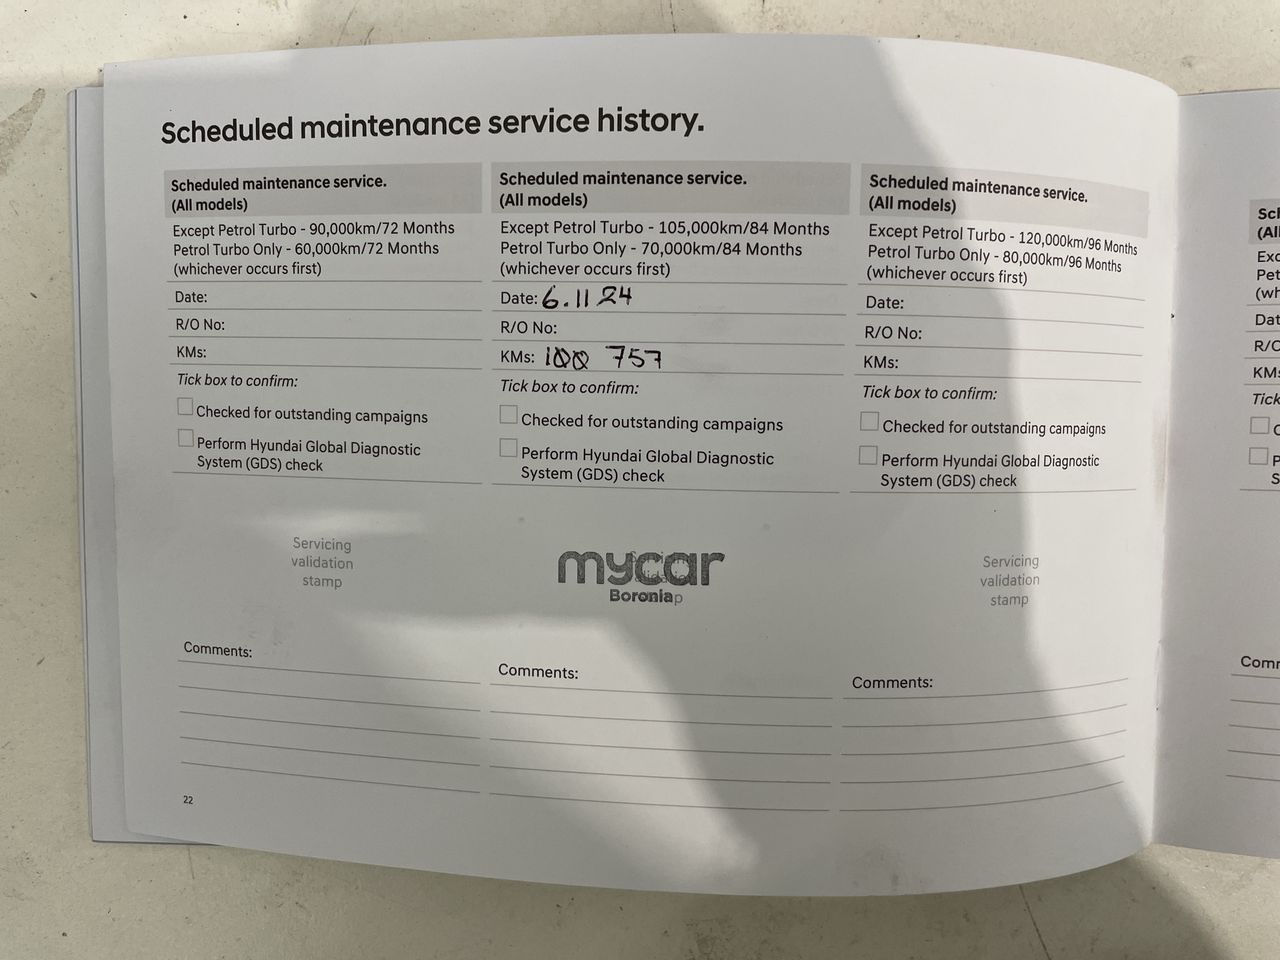 Scheduled maintenance service history.
Scheduled maintenance service.
(All models)
Except Petrol Turbo - 90,000km/72 Months
Petrol Turbo Only - 60,000km/72 Months
(whichever occurs first)
Date:
R/O No:
KMs:
Tick box to confirm:
Checked for outstanding campaigns
Perform Hyundai Global Diagnostic
System (GDS) check
Servicing
validation
stamp
Comments:
Scheduled maintenance service.
(All models)
Except Petrol Turbo - 105,000km/84 Months
Petrol Turbo Only - 70,000km/84 Months
(whichever occurs first)
Date: 6.11 24
R/O No:
KMs: 100 757
Tick box to confirm:
Checked for outstanding campaigns
Perform Hyundai Global Diagnostic
System (GDS) check
mycar
Boronia
Comments:
Scheduled maintenance service.
(All models)
Except Petrol Turbo - 120,000km/96 Months
Petrol Turbo Only - 80,000km/96 Months
(whichever occurs first)
Date:
R/O No:
KMs:
Tick box to confirm:
Checked for outstanding campaigns
Perform Hyundai Global Diagnostic
System (GDS) check
Servicing
validation
stamp
Comments:
22